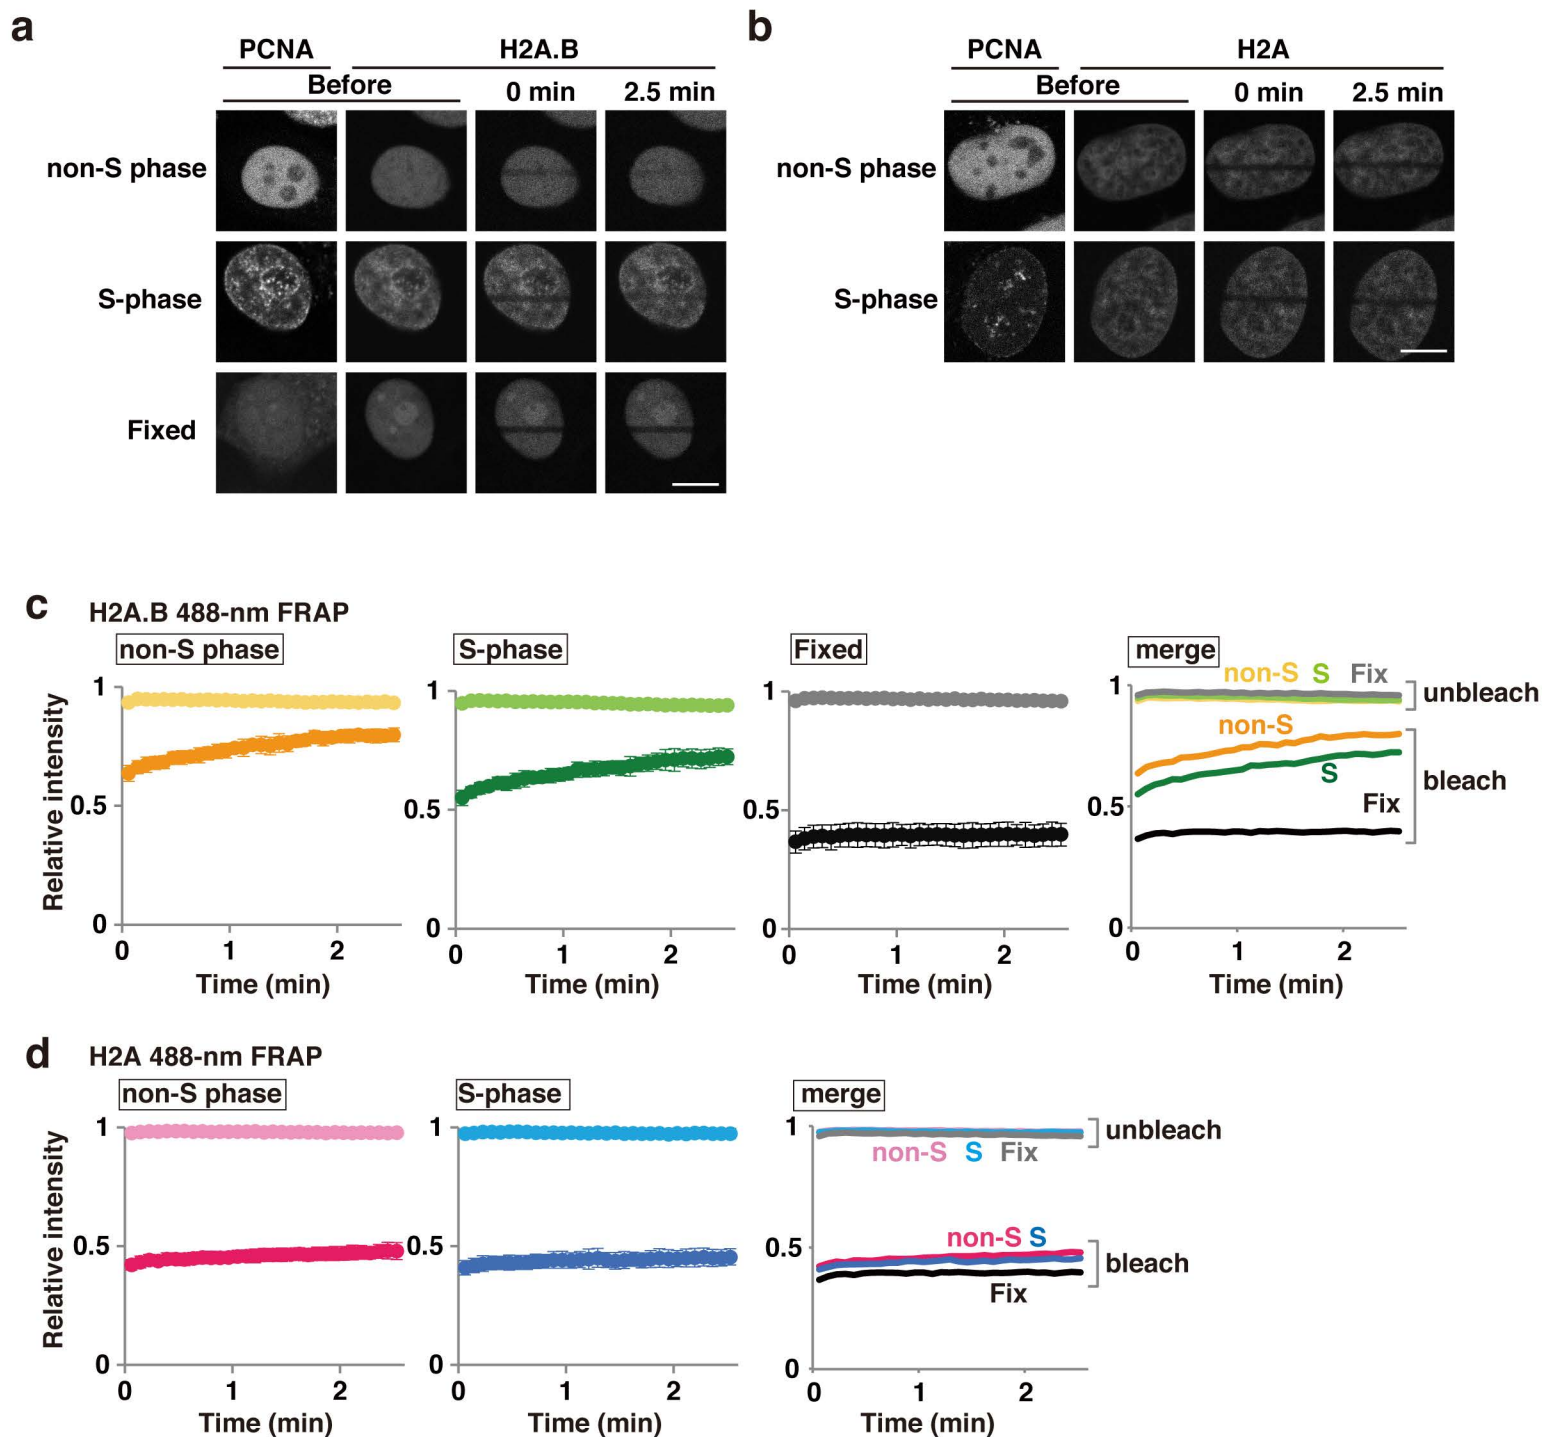 a
PCNA H2A.B
Before 0 min 2.5 min
non-S phase
S-phase
Fixed
b
PCNA H2A
Before 0 min 2.5 min
non-S phase
S-phase
c
H2A.B 488-nm FRAP
non-S phase
Relative intensity
1
0.5
0
0 1 2
Time (min)
S-phase
1
0.5
0
0 1 2
Time (min)
Fixed
1
0.5
0
0 1 2
Time (min)
merge
non-S S Fix
unbleach
non-S
S
Fix
bleach
1
0.5
0
0 1 2
Time (min)
d
H2A 488-nm FRAP
non-S phase
Relative intensity
1
0.5
0
0 1 2
Time (min)
S-phase
1
0.5
0
0 1 2
Time (min)
merge
unbleach
non-S S Fix
non-S S
bleach
Fix
1
0.5
0
0 1 2
Time (min)